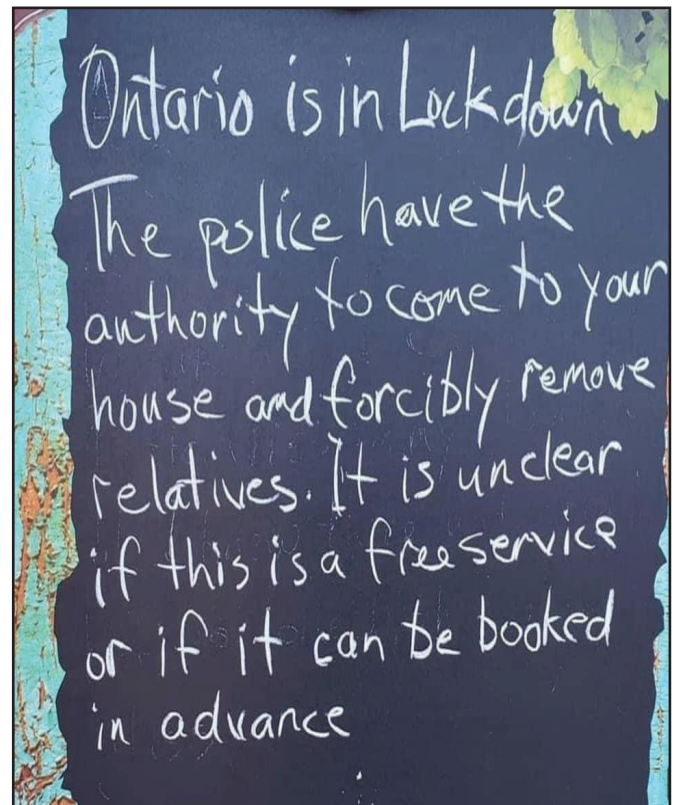 Ontario is in Lockdown
The police have the
authority to come to your
house and forcibly remove
relatives. It is unclear
if this is a free service
or if it can be booked
in advance